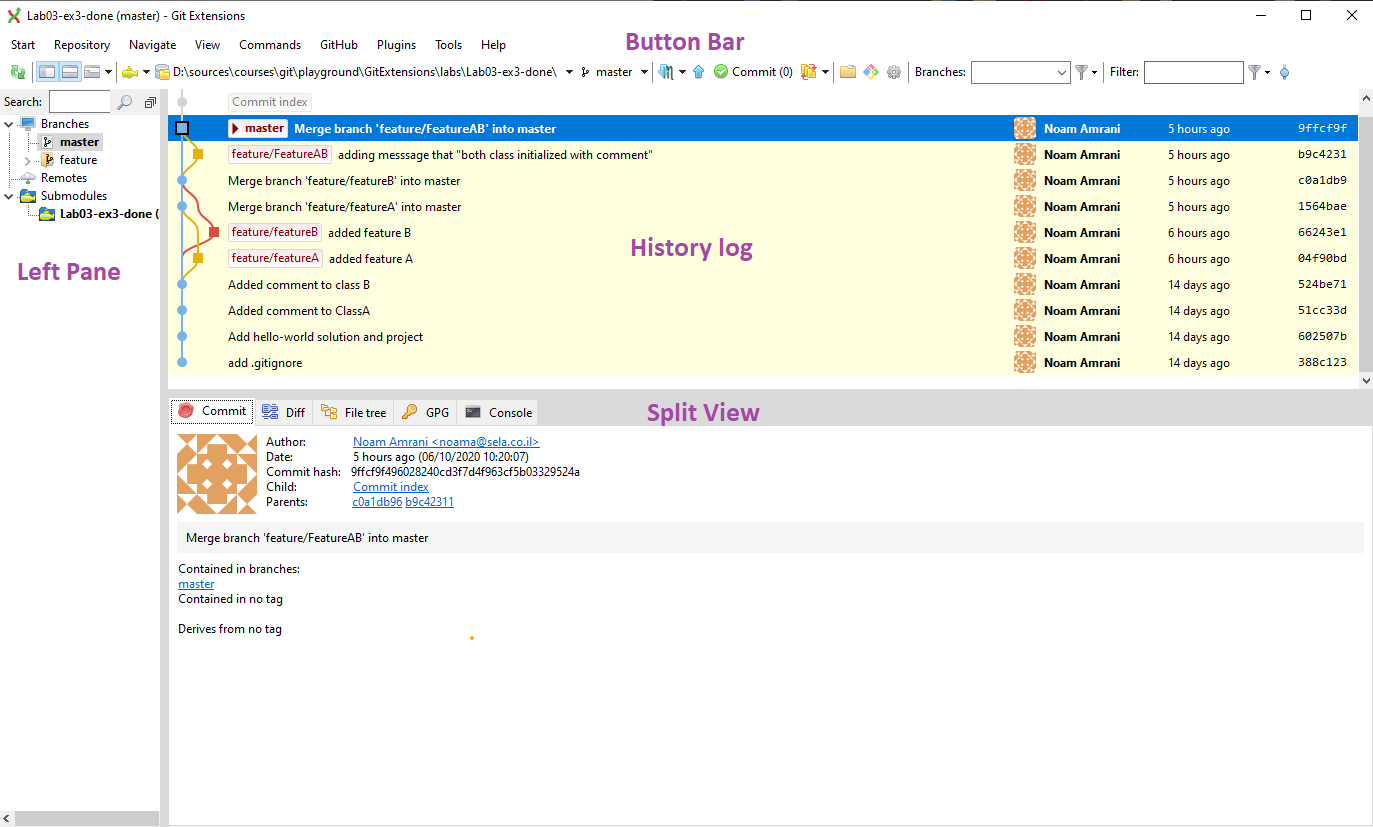 Lab03-ex3-done (master) - Git Extensions
Start Repository Navigate View Commands GitHub Plugins Tools Help
Button Bar
D:\sources\courses\git\playground\GitExtensions\labs\Lab03-ex3-done\ master Commit (0) Branches: Filter:
Search:
Branches
master
feature
Remotes
Submodules
Lab03-ex3-done (
Left Pane
Commit index
master Merge branch 'feature/FeatureAB' into master Noam Amrani 5 hours ago 9ffcf9f
feature/FeatureAB adding messsage that "both class initialized with comment" Noam Amrani 5 hours ago b9c4231
Merge branch 'feature/featureB' into master Noam Amrani 5 hours ago c0a1db9
Merge branch 'feature/featureA' into master Noam Amrani 5 hours ago 1564bae
feature/featureB added feature B Noam Amrani 6 hours ago 66243e1
History log
feature/featureA added feature A Noam Amrani 6 hours ago 04f90bd
Added comment to class B Noam Amrani 14 days ago 524be71
Added comment to ClassA Noam Amrani 14 days ago 51cc33d
Add hello-world solution and project Noam Amrani 14 days ago 602507b
add .gitignore Noam Amrani 14 days ago 388c123
Commit Diff File tree GPG Console
Split View
Author: Noam Amrani <noama@sela.co.il>
Date: 5 hours ago (06/10/2020 10:20:07)
Commit hash: 9ffcf9f496028240cd3f7d4f963cf5b03329524a
Child: Commit index
Parents: c0a1db96 b9c42311
Merge branch 'feature/FeatureAB' into master
Contained in branches:
master
Contained in no tag
Derives from no tag